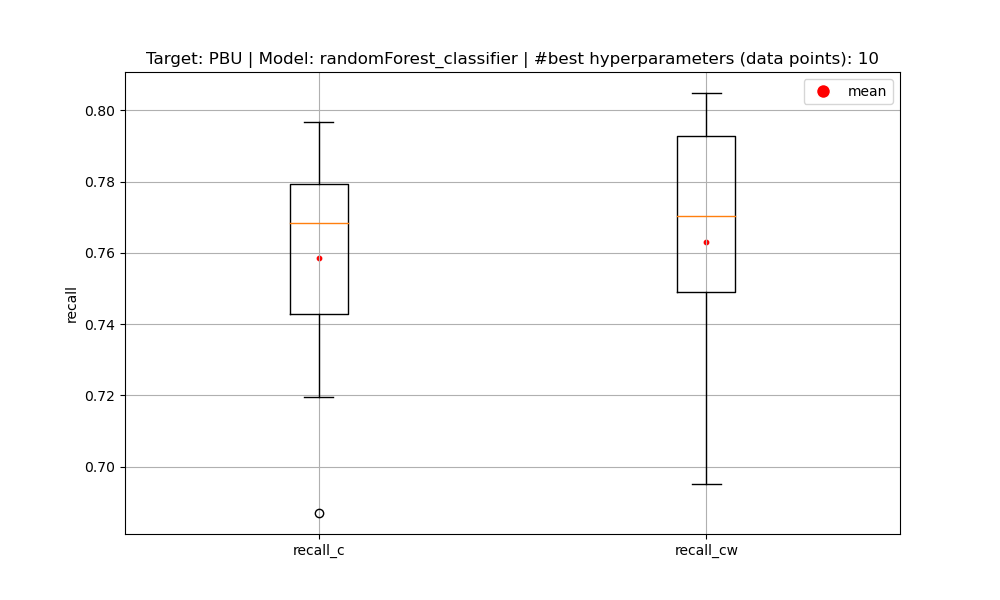 Target: PBU | Model: randomForest_classifier | #best hyperparameters (data points): 10
mean
0.80
0.78
0.76
0.74
0.72
0.70
recall
recall_c
recall_cw